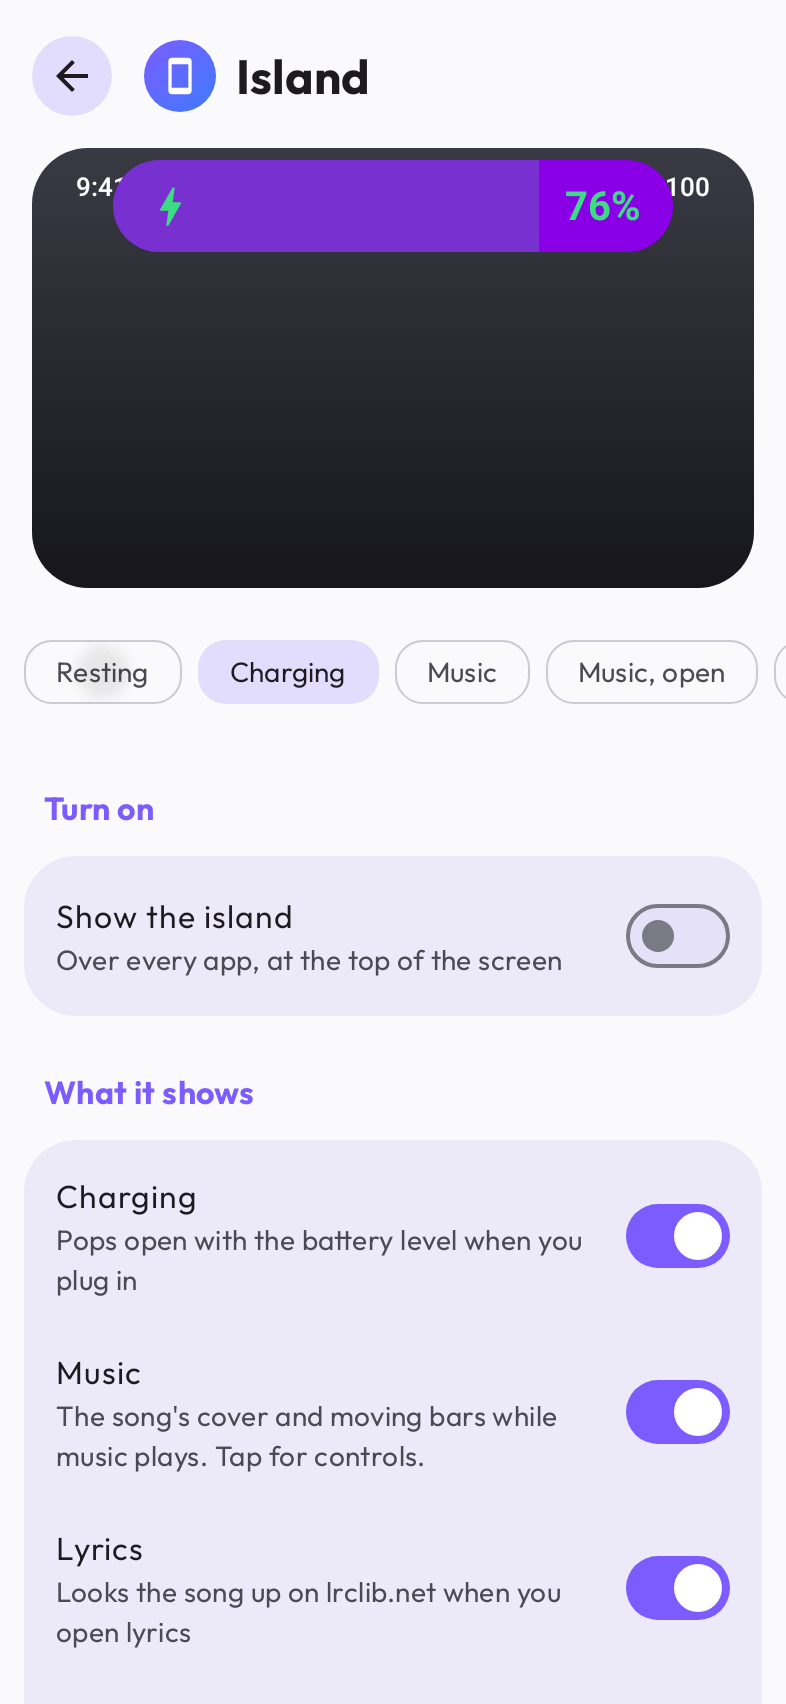 Island
9:41
76%
100
Resting
Charging
Music
Music, open
Turn on
Show the island
Over every app, at the top of the screen
What it shows
Charging
Pops open with the battery level when you
plug in
Music
The song's cover and moving bars while
music plays. Tap for controls.
Lyrics
Looks the song up on lrclib.net when you
open lyrics